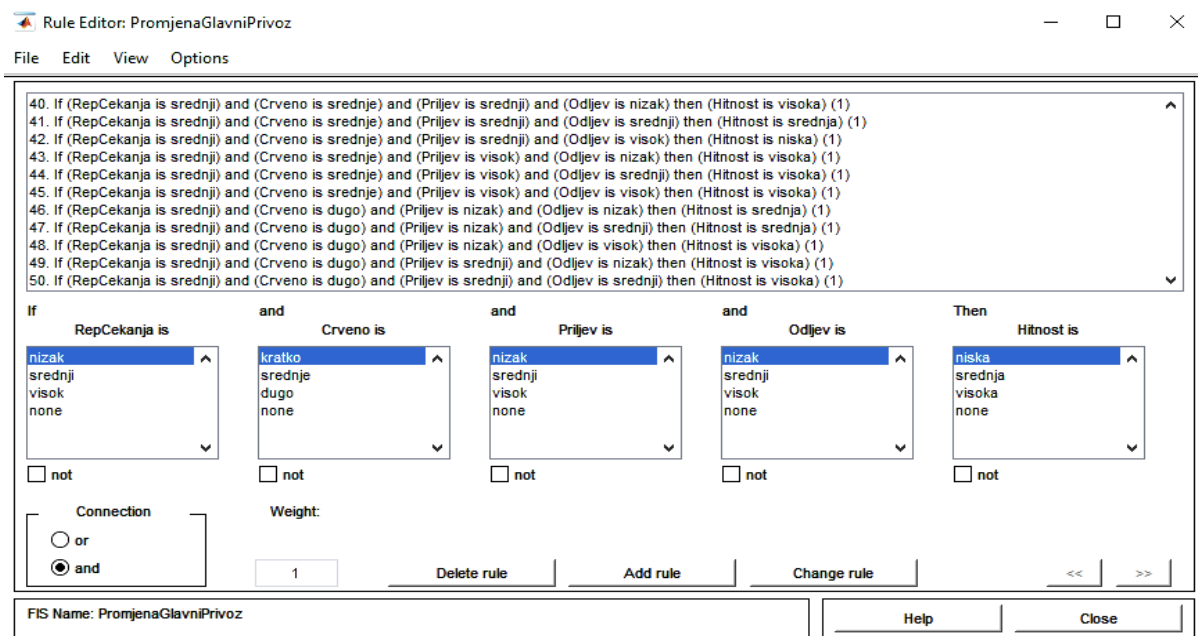 Rule Editor: PromjenaGlavniPrivoz
File Edit View Options
40. If (RepCekanja is srednji) and (Crveno is srednje) and (Priljev is srednji) and (Odljev is nizak) then (Hitnost is visoka) (1)
41. If (RepCekanja is srednji) and (Crveno is srednje) and (Priljev is srednji) and (Odljev is srednji) then (Hitnost is srednja) (1)
42. If (RepCekanja is srednji) and (Crveno is srednje) and (Priljev is srednji) and (Odljev is visok) then (Hitnost is niska) (1)
43. If (RepCekanja is srednji) and (Crveno is srednje) and (Priljev is visok) and (Odljev is nizak) then (Hitnost is visoka) (1)
44. If (RepCekanja is srednji) and (Crveno is srednje) and (Priljev is visok) and (Odljev is srednji) then (Hitnost is visoka) (1)
45. If (RepCekanja is srednji) and (Crveno is srednje) and (Priljev is visok) and (Odljev is visok) then (Hitnost is visoka) (1)
46. If (RepCekanja is srednji) and (Crveno is dugo) and (Priljev is nizak) and (Odljev is nizak) then (Hitnost is srednja) (1)
47. If (RepCekanja is srednji) and (Crveno is dugo) and (Priljev is nizak) and (Odljev is srednji) then (Hitnost is srednja) (1)
48. If (RepCekanja is srednji) and (Crveno is dugo) and (Priljev is nizak) and (Odljev is visok) then (Hitnost is visoka) (1)
49. If (RepCekanja is srednji) and (Crveno is dugo) and (Priljev is srednji) and (Odljev is nizak) then (Hitnost is visoka) (1)
50. If (RepCekanja is srednji) and (Crveno is dugo) and (Priljev is srednji) and (Odljev is srednji) then (Hitnost is visoka) (1)
If and and and Then
RepCekanja is Crveno is Priljev is Odljev is Hitnost is
nizak kratko nizak nizak niska
srednji srednje srednji srednji srednja
visok dugo visok visok visoka
none none none none none
not not not not not
Connection Weight:
or
and 1 Delete rule Add rule Change rule << >>
FIS Name: PromjenaGlavniPrivoz Help Close